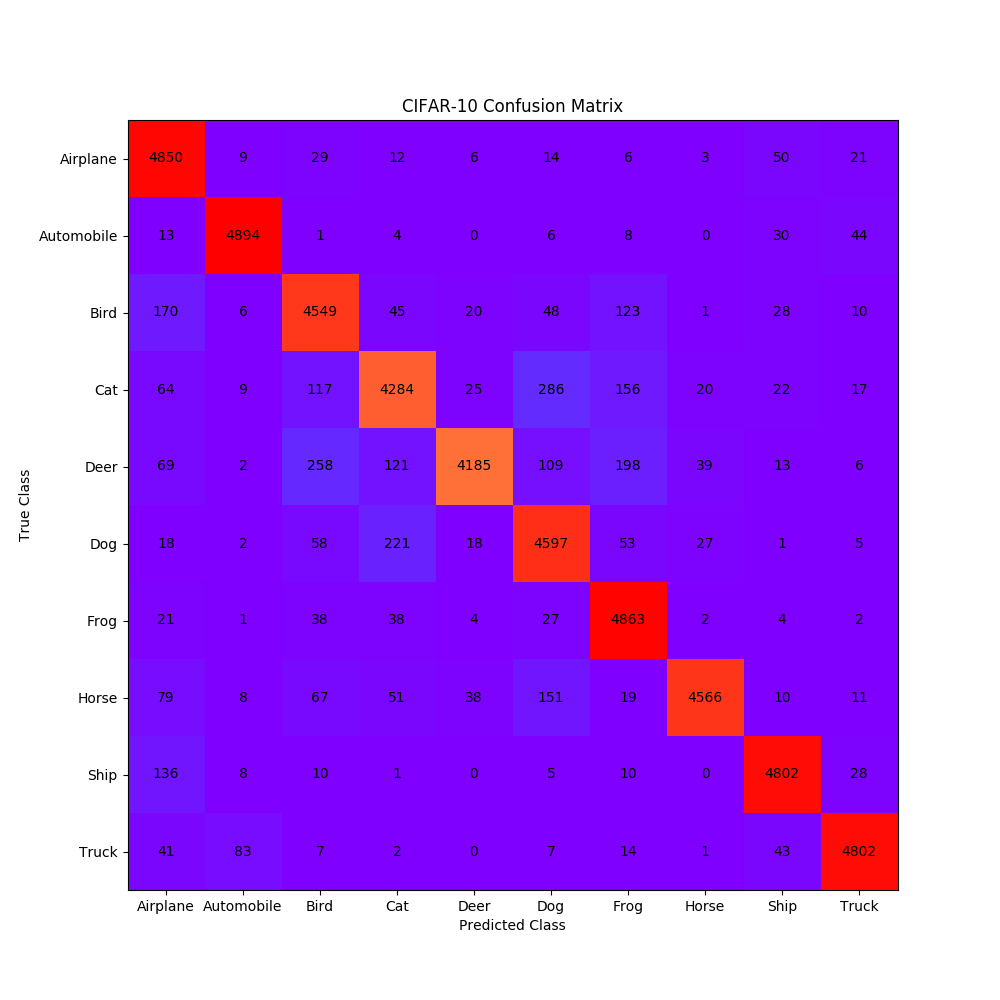 CIFAR-10 Confusion Matrix
Airplane 4850 9 29 12 6 14 6 3 50 21
Automobile 13 4894 1 4 0 6 8 0 30 44
Bird 170 6 4549 45 20 48 123 1 28 10
Cat 64 9 117 4284 25 286 156 20 22 17
Deer 69 2 258 121 4185 109 198 39 13 6
True Class
Dog 18 2 58 221 18 4597 53 27 1 5
Frog 21 1 38 38 4 27 4863 2 4 2
Horse 79 8 67 51 38 151 19 4566 10 11
Ship 136 8 10 1 0 5 10 0 4802 28
Truck 41 83 7 2 0 7 14 1 43 4802
Airplane Automobile Bird Cat Deer Dog Frog Horse Ship Truck
Predicted Class